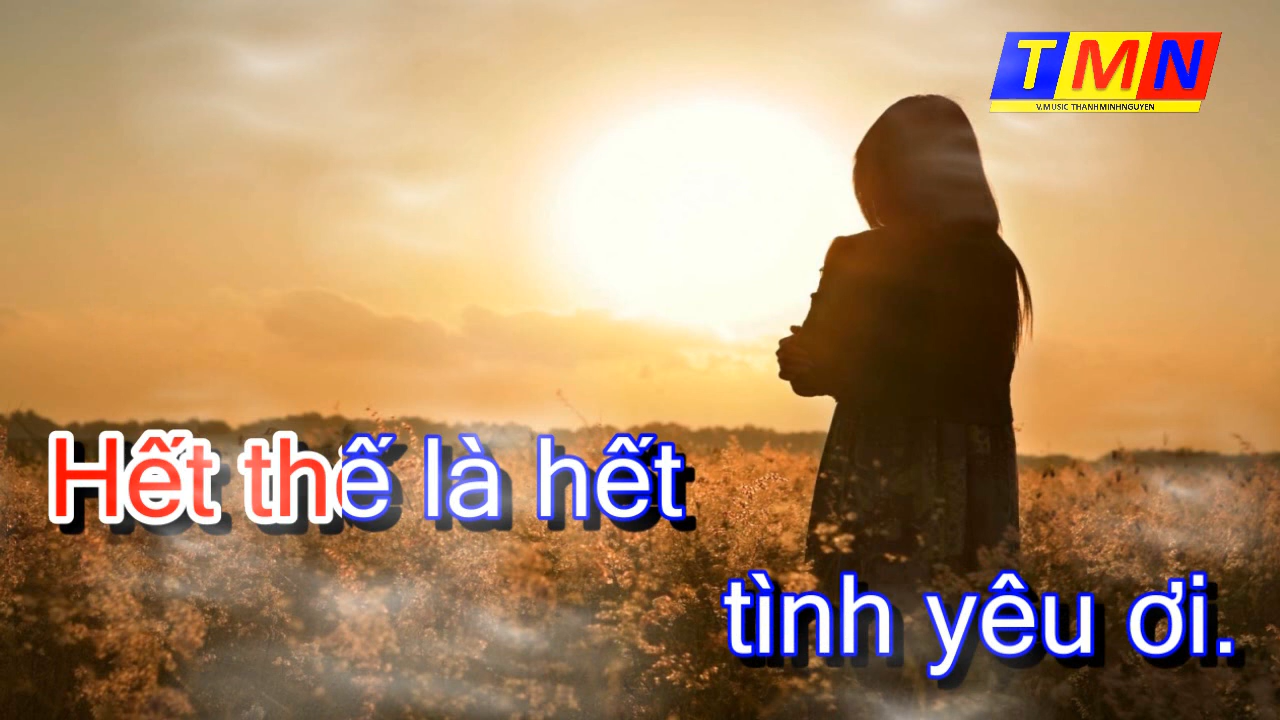 TMN
V.MUSIC THANHMINHNGUYEN
Hết thế là hết
tình yêu ơi.